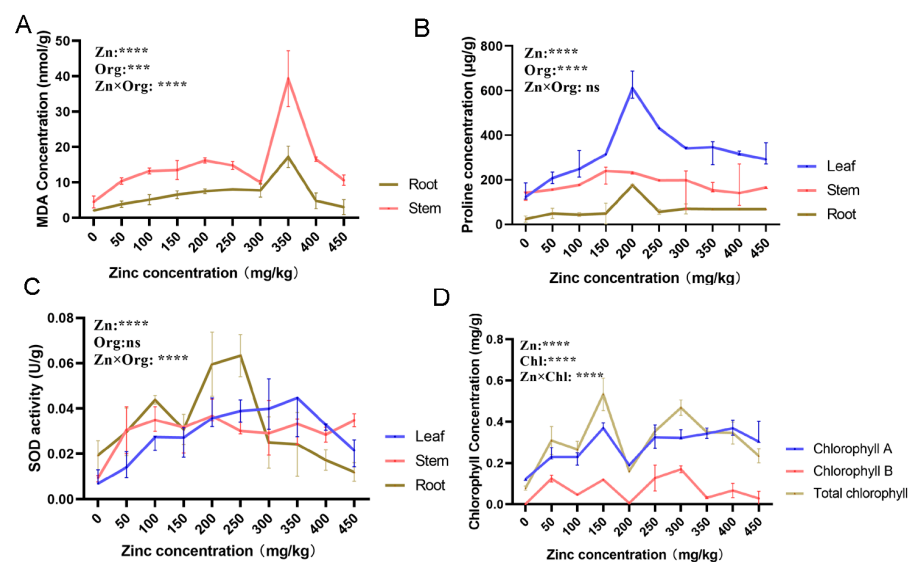 A
MDA Concentration (nmol/g)
50
40
30
20
10
0
Zn:****
Org:***
Zn×Org: ****
0 50 100 150 200 250 300 350 400 450
Zinc concentration（mg/kg）
Root
Stem
B
Proline concentration (μg/g)
800
600
400
200
0
Zn:****
Org:****
Zn×Org: ns
0 50 100 150 200 250 300 350 400 450
Zinc concentration（mg/kg）
Leaf
Stem
Root
C
SOD activity (U/g)
0.08
0.06
0.04
0.02
0.00
Zn:****
Org:ns
Zn×Org: ****
0 50 100 150 200 250 300 350 400 450
Zinc concentration（mg/kg）
Leaf
Stem
Root
D
Chlorophyll Concentration (mg/g)
0.8
0.6
0.4
0.2
0.0
Zn:****
Chl:****
Zn×Chl: ****
0 50 100 150 200 250 300 350 400 450
Zinc concentration（mg/kg）
Chlorophyll A
Chlorophyll B
Total chlorophyll